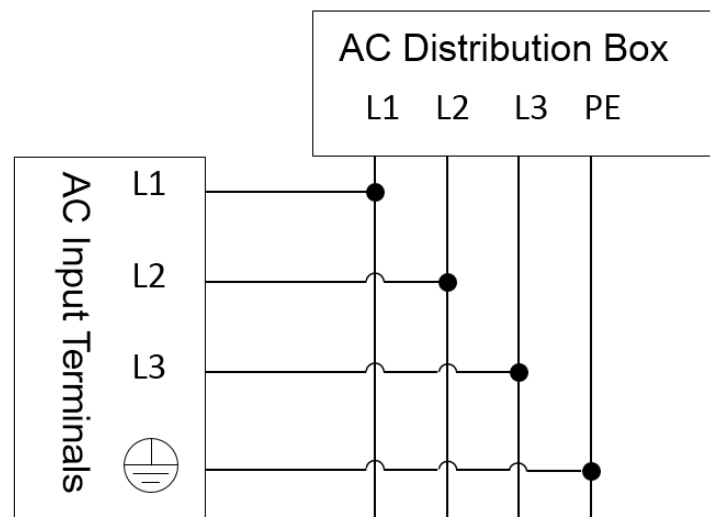 AC Distribution Box
L1 L2 L3 PE
AC Input Terminals
L1
L2
L3